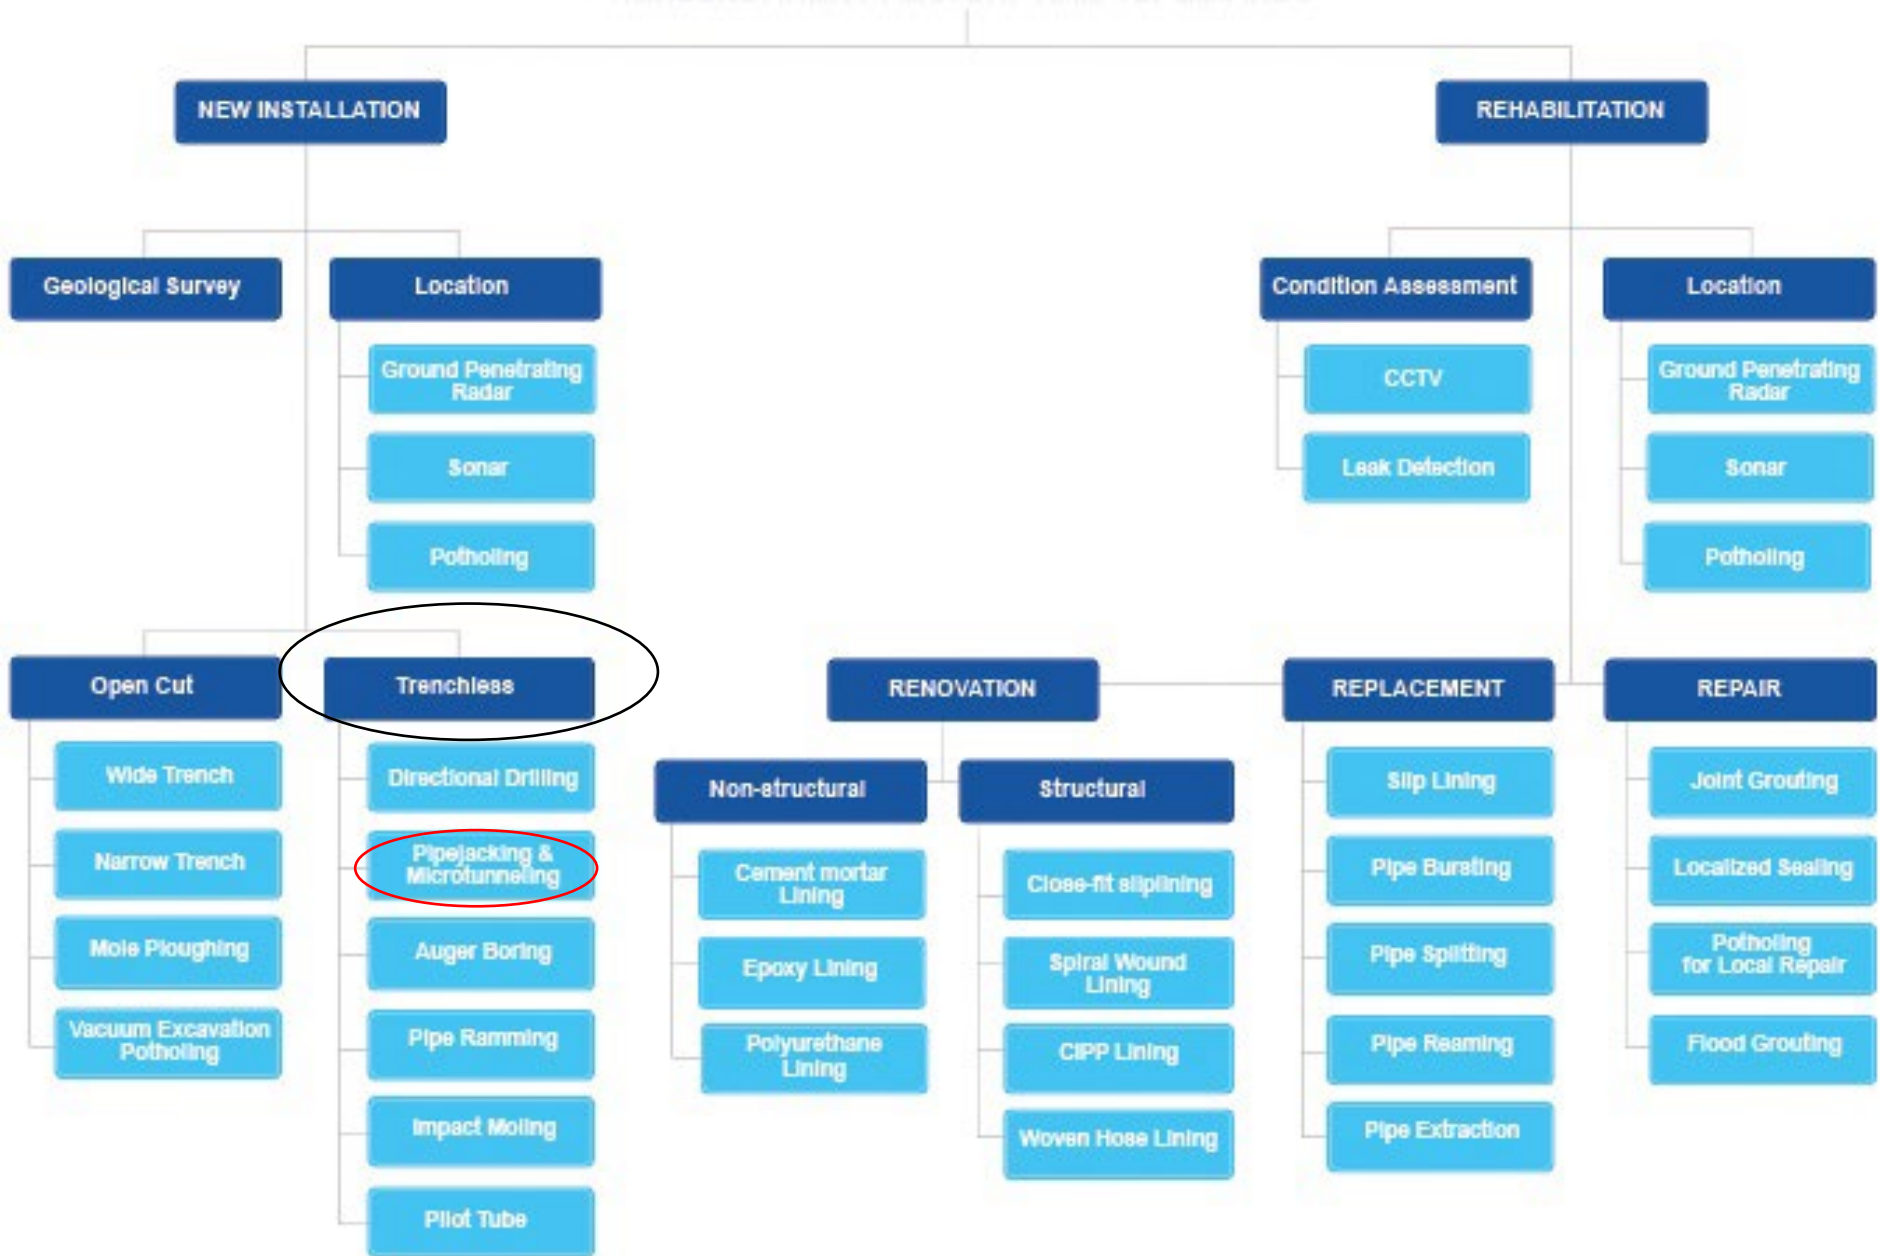 NEW INSTALLATION
REHABILITATION
Geological Survey
Location
Ground Penetrating
Radar
Sonar
Potholing
Condition Assessment
CCTV
Leak Detection
Location
Ground Penetrating
Radar
Sonar
Potholing
Open Cut
Wide Trench
Narrow Trench
Mole Ploughing
Vacuum Excavation
Potholing
Trenchless
Directional Drilling
Pipejacking &
Microtunneling
Auger Boring
Pipe Ramming
Impact Moling
Pilot Tube
RENOVATION
Non-structural
Cement mortar
Lining
Epoxy Lining
Polyurethane
Lining
Structural
Close-fit sliplining
Spiral Wound
Lining
CIPP Lining
Woven Hose Lining
REPLACEMENT
Slip Lining
Pipe Bursting
Pipe Splitting
Pipe Reaming
Pipe Extraction
REPAIR
Joint Grouting
Localized Sealing
Potholing
for Local Repair
Flood Grouting